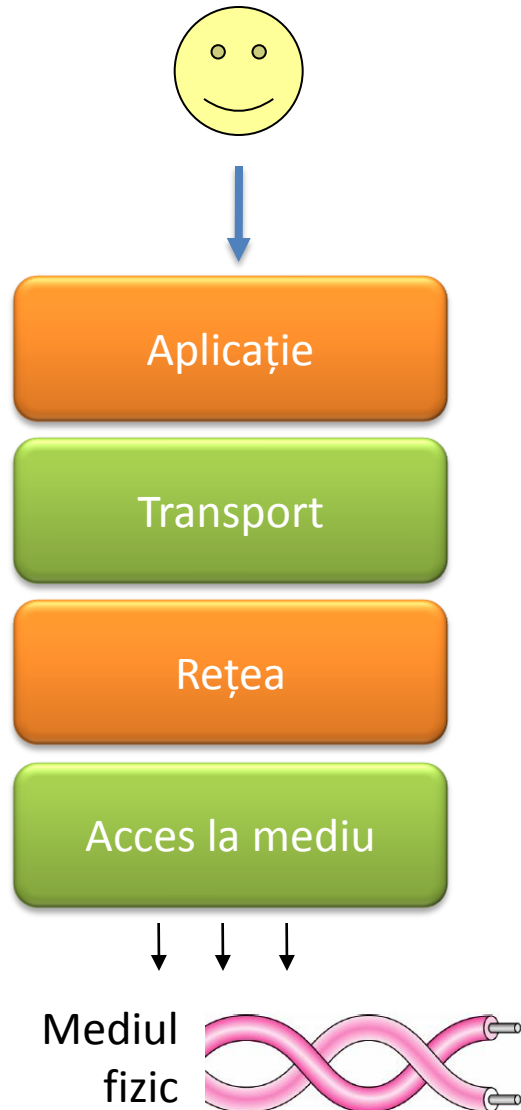 Aplicație
Transport
Rețea
Acces la mediu
Mediul
fizic